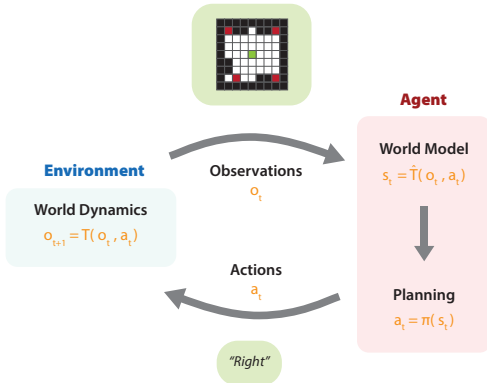 Agent
World Model
s_t = T̂( o_t , a_t )
Environment
Observations
o_t
World Dynamics
o_{t+1} = T( o_t , a_t )
Actions
a_t
Planning
a_t = π( s_t )
"Right"